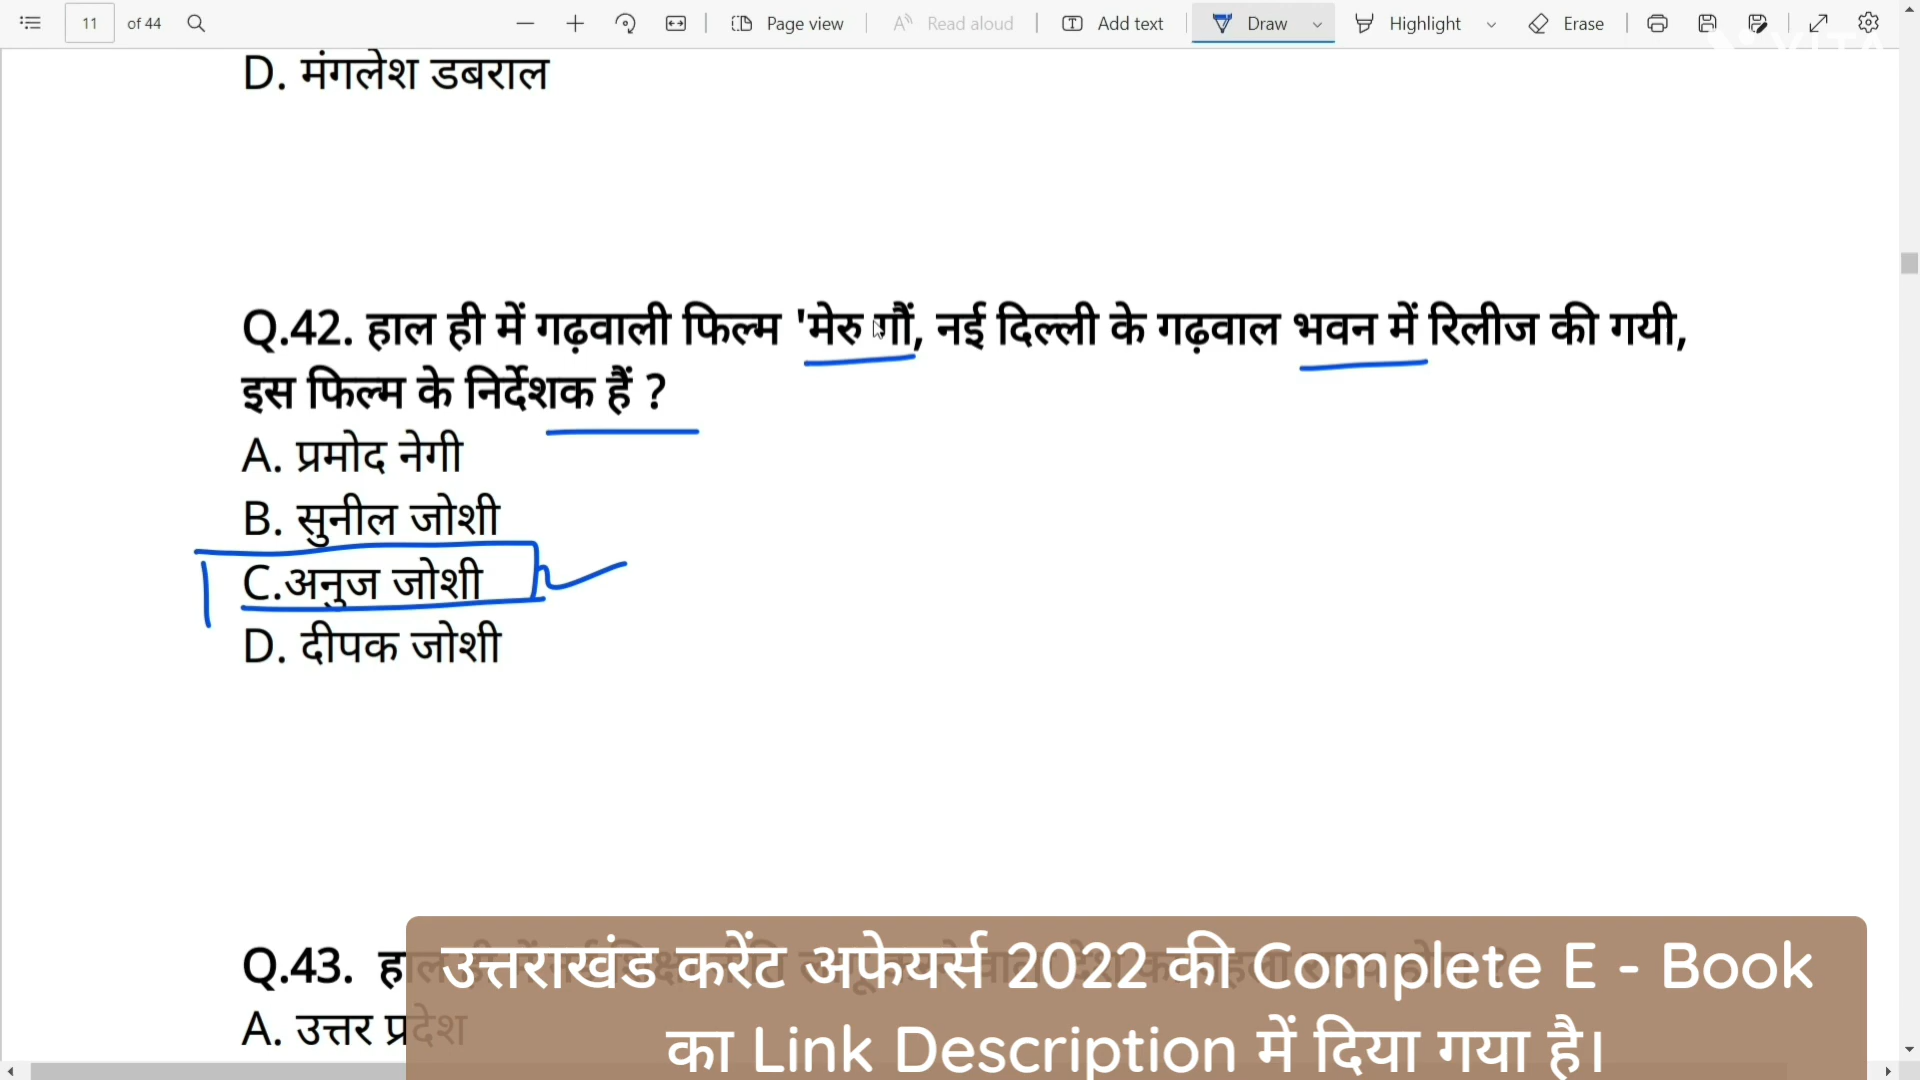 11 of 44 Page view Read aloud Add text Draw Highlight Erase
D. मंगलेश डबराल
Q.42. हाल ही में गढ़वाली फिल्म 'मेरु गौं, नई दिल्ली के गढ़वाल भवन में रिलीज की गयी,
इस फिल्म के निर्देशक हैं ?
A. प्रमोद नेगी
B. सुनील जोशी
C.अनुज जोशी
D. दीपक जोशी
Q.43.
A. उत्तर प्रदेश
उत्तराखंड करेंट अफेयर्स 2022 की Complete E - Book
का Link Description में दिया गया है।